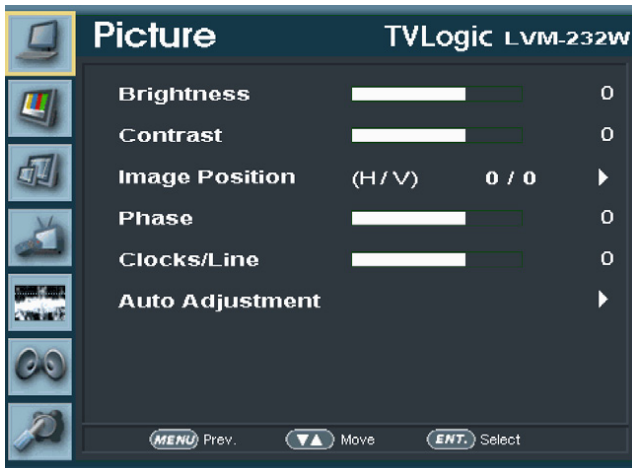 Picture TVLogic LVM-232W
Brightness 0
Contrast 0
Image Position (H/V) 0 / 0
Phase 0
Clocks/Line 0
Auto Adjustment
MENU Prev. Move ENT. Select